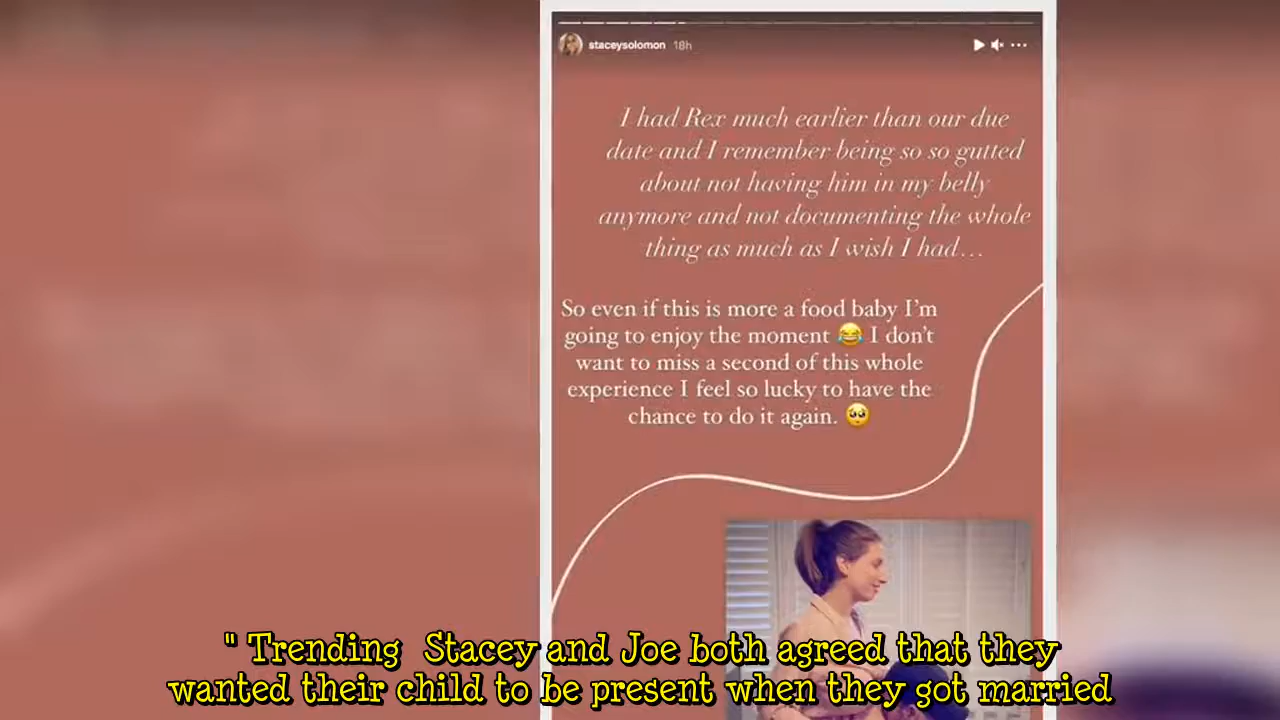 staceysolomon 18h
I had Rex much earlier than our due
date and I remember being so so gutted
about not having him in my belly
anymore and not documenting the whole
thing as much as I wish I had...
So even if this is more a food baby I'm
going to enjoy the moment 😂 I don't
want to miss a second of this whole
experience I feel so lucky to have the
chance to do it again. 🥺
" Trending Stacey and Joe both agreed that they
wanted their child to be present when they got married